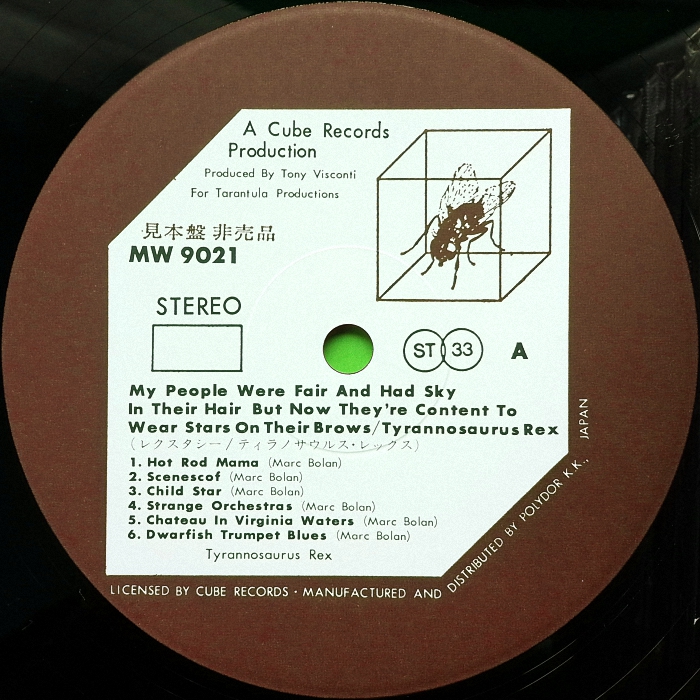 A Cube Records
Production
Produced By Tony Visconti
For Tarantula Productions
見本盤 非売品
MW 9021
STEREO
ST 33
A
My People Were Fair And Had Sky
In Their Hair But Now They're Content To
Wear Stars On Their Brows/Tyrannosaurus Rex
(レクスタシー/ティラノサウルス・レックス)
1. Hot Rod Mama (Marc Bolan)
2. Scenescof (Marc Bolan)
3. Child Star (Marc Bolan)
4. Strange Orchestras (Marc Bolan)
5. Chateau In Virginia Waters (Marc Bolan)
6. Dwarfish Trumpet Blues (Marc Bolan)
Tyrannosaurus Rex
LICENSED BY CUBE RECORDS · MANUFACTURED AND DISTRIBUTED BY POLYDOR K.K., JAPAN